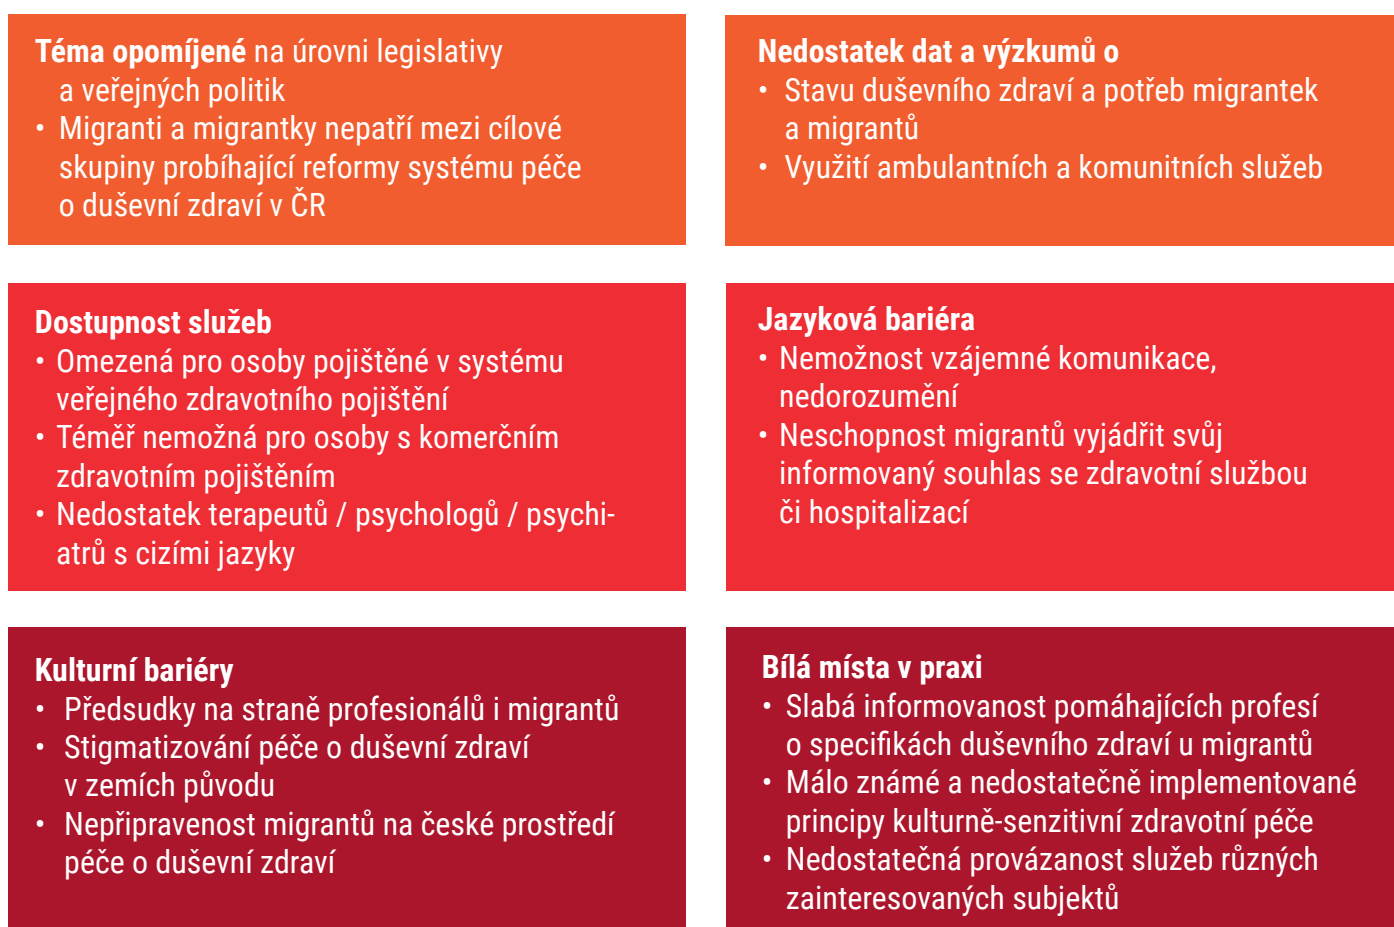 Téma opomíjené na úrovni legislativy
a veřejných politik
• Migranti a migrantky nepatří mezi cílové
skupiny probíhající reformy systému péče
o duševní zdraví v ČR
Nedostatek dat a výzkumů o
• Stavu duševního zdraví a potřeb migrantek
a migrantů
• Využití ambulantních a komunitních služeb
Dostupnost služeb
• Omezená pro osoby pojištěné v systému
veřejného zdravotního pojištění
• Téměř nemožná pro osoby s komerčním
zdravotním pojištěním
• Nedostatek terapeutů / psychologů / psychi-
atrů s cizími jazyky
Jazyková bariéra
• Nemožnost vzájemné komunikace,
nedorozumění
• Neschopnost migrantů vyjádřit svůj
informovaný souhlas se zdravotní službou
či hospitalizací
Kulturní bariéry
• Předsudky na straně profesionálů i migrantů
• Stigmatizování péče o duševní zdraví
v zemích původu
• Nepřipravenost migrantů na české prostředí
péče o duševní zdraví
Bílá místa v praxi
• Slabá informovanost pomáhajících profesí
o specifikách duševního zdraví u migrantů
• Málo známé a nedostatečně implementované
principy kulturně-senzitivní zdravotní péče
• Nedostatečná provázanost služeb různých
zainteresovaných subjektů